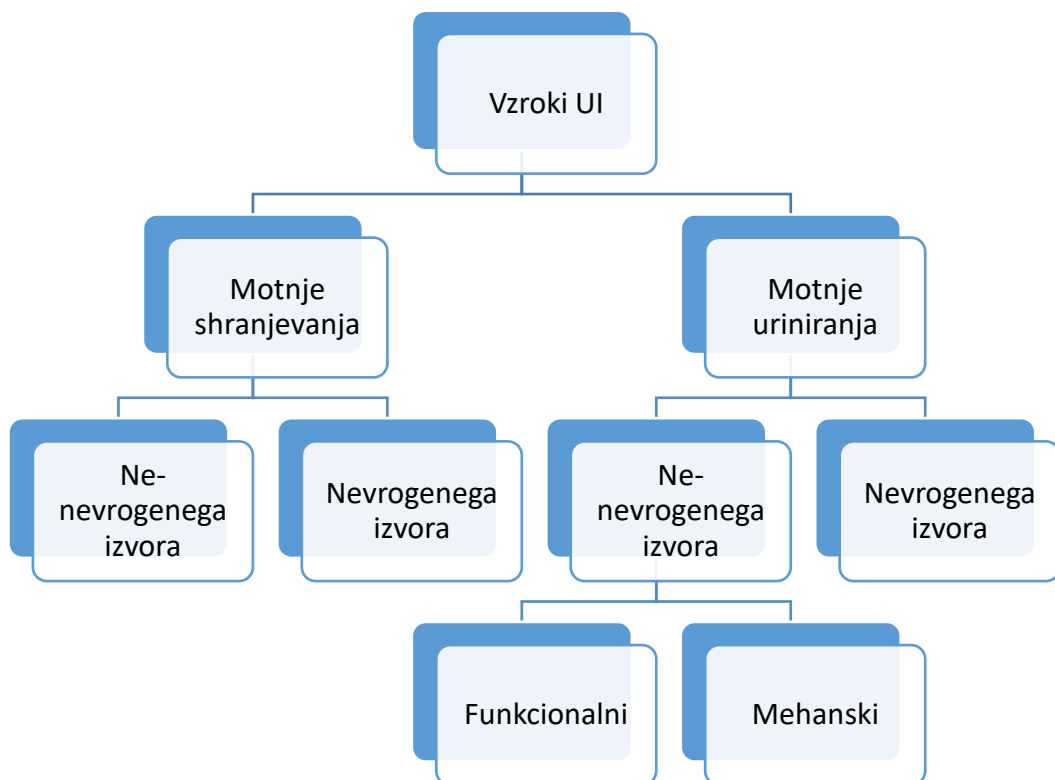 Vzroki UI
Motnje
shranjevanja
Motnje
uriniranja
Ne-
nevrogenega
izvora
Nevrogenega
izvora
Ne-
nevrogenega
izvora
Nevrogenega
izvora
Funkcionalni
Mehanski